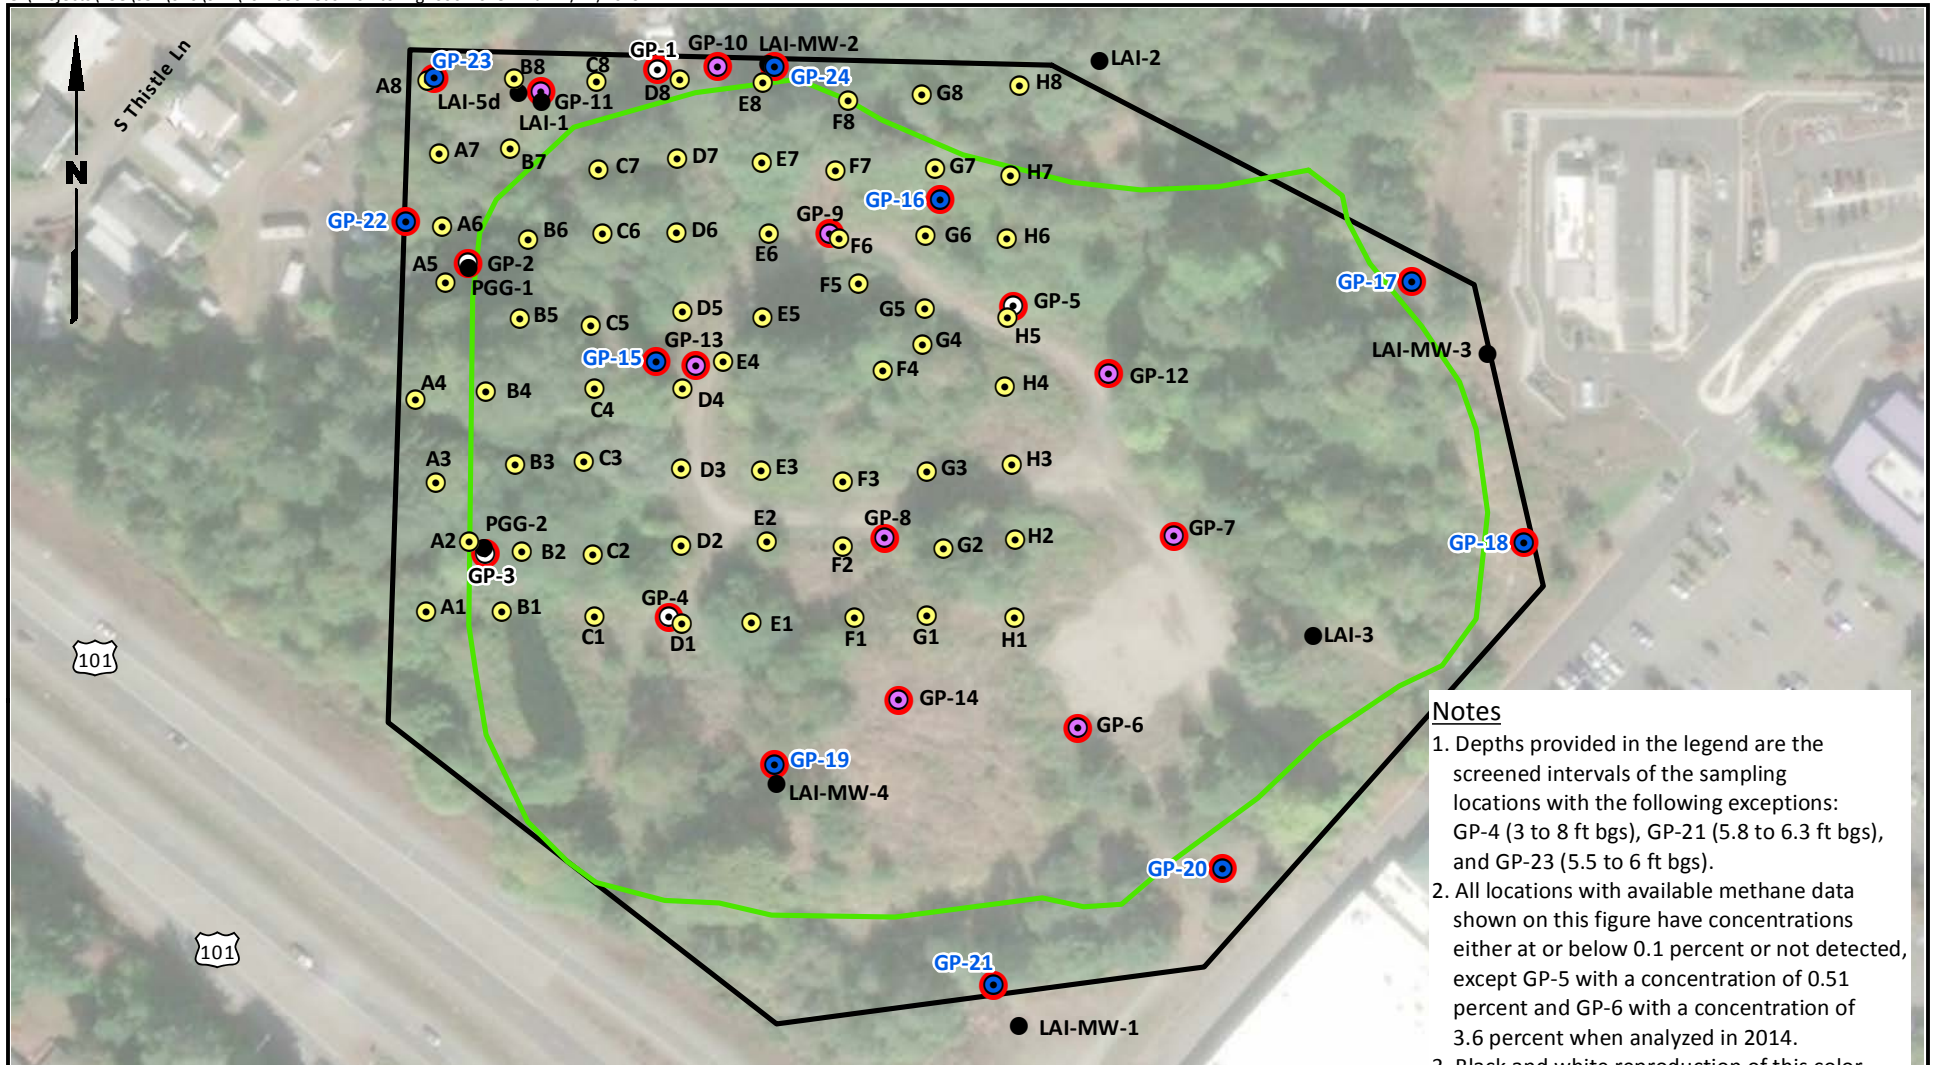 GP-1
GP-10
LAI-MW-2
LAI-2
GP-23
B8
C8
A8
D8
E8
GP-24
G8
H8
LAI-5d
GP-11
F8
LAI-1
S Thistle Ln
A7
B7
C7
D7
E7
F7
G7
H7
N
GP-22
A6
B6
C6
D6
E6
GP-9
F6
GP-16
G6
H6
A5
GP-2
PGG-1
F5
GP-17
B5
C5
D5
E5
G5
GP-5
H5
GP-13
GP-15
E4
G4
F4
LAI-MW-3
GP-12
A4
B4
C4
D4
H4
A3
B3
C3
D3
E3
F3
G3
H3
PGG-2
A2
GP-3
B2
C2
D2
E2
F2
GP-8
G2
H2
GP-7
GP-18
A1
B1
C1
GP-4
D1
E1
F1
G1
H1
LAI-3
101
GP-14
GP-6
GP-19
LAI-MW-4
GP-20
101
GP-21
LAI-MW-1
Notes
1. Depths provided in the legend are the
screened intervals of the sampling
locations with the following exceptions:
GP-4 (3 to 8 ft bgs), GP-21 (5.8 to 6.3 ft bgs),
and GP-23 (5.5 to 6 ft bgs).
2. All locations with available methane data
shown on this figure have concentrations
either at or below 0.1 percent or not detected,
except GP-5 with a concentration of 0.51
percent and GP-6 with a concentration of
3.6 percent when analyzed in 2014.
3. Black and white reproduction of this color